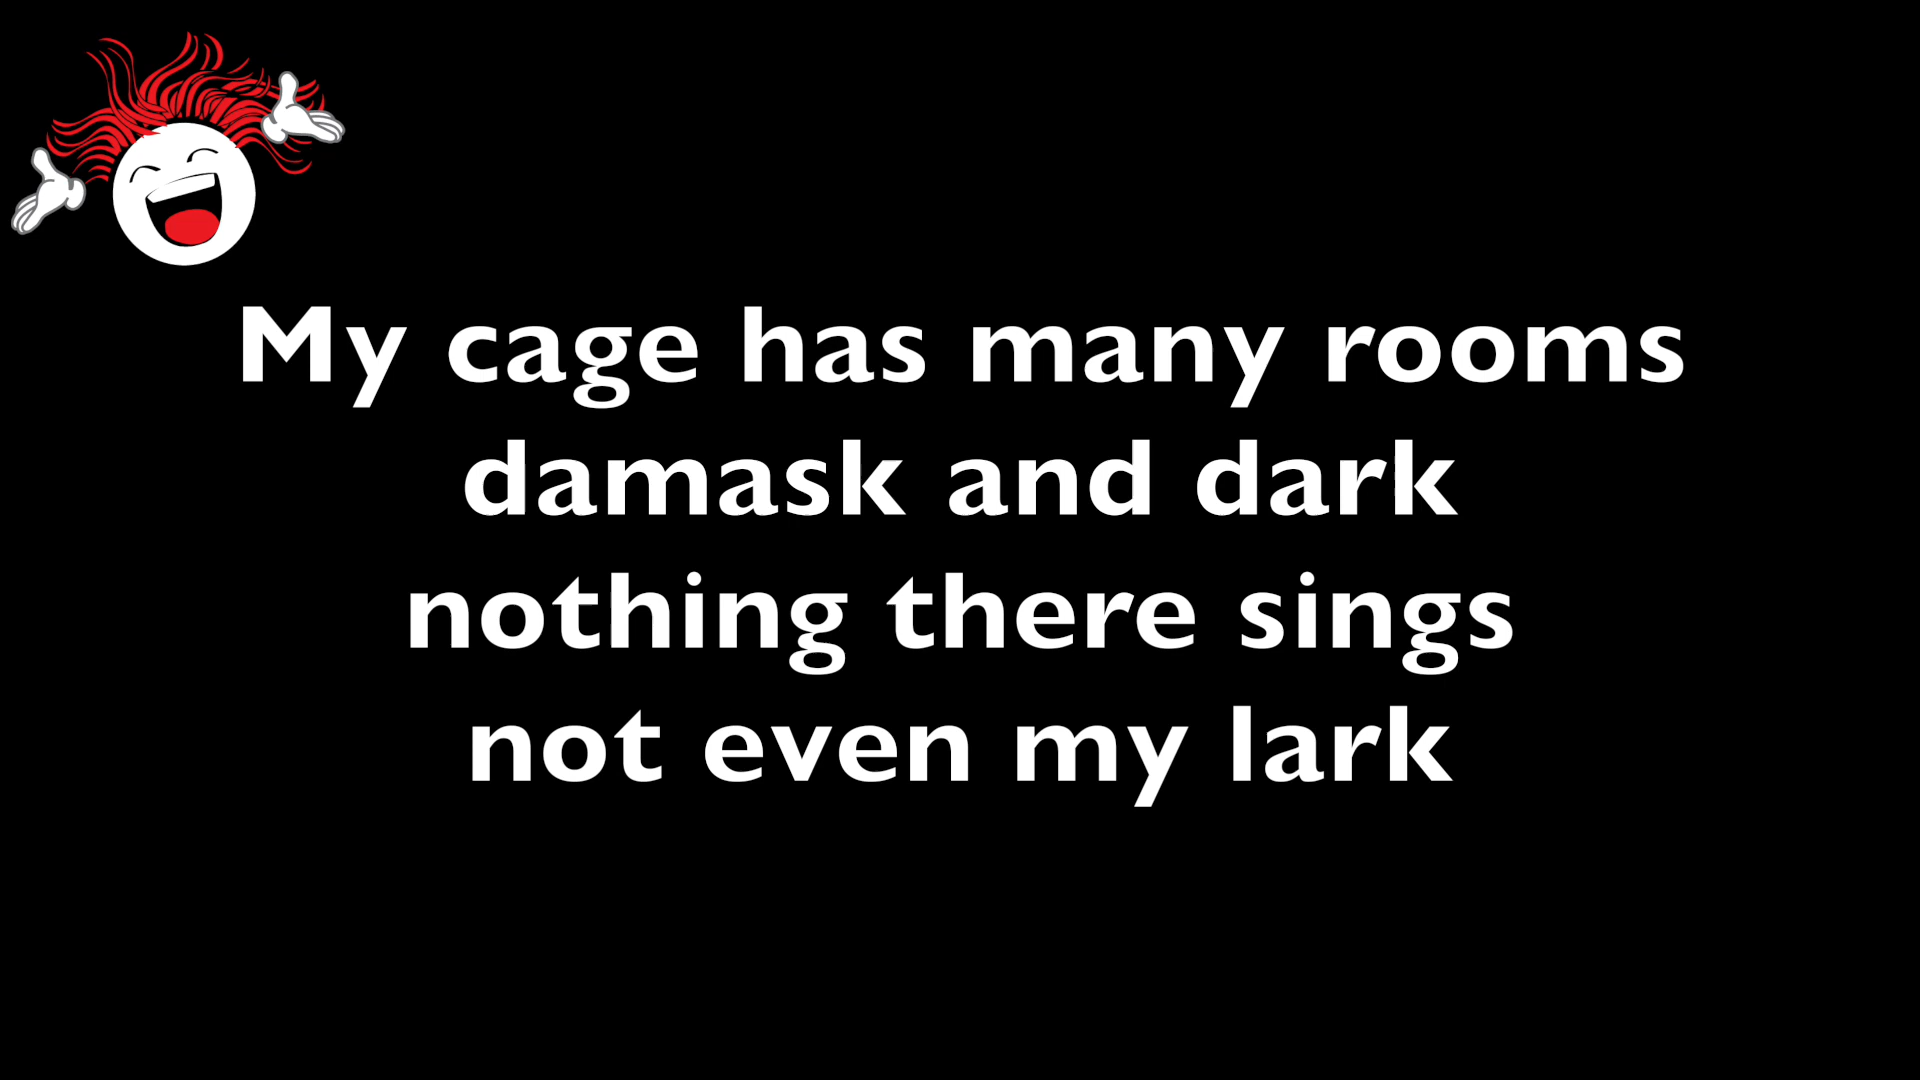 My cage has many rooms
damask and dark
nothing there sings
not even my lark